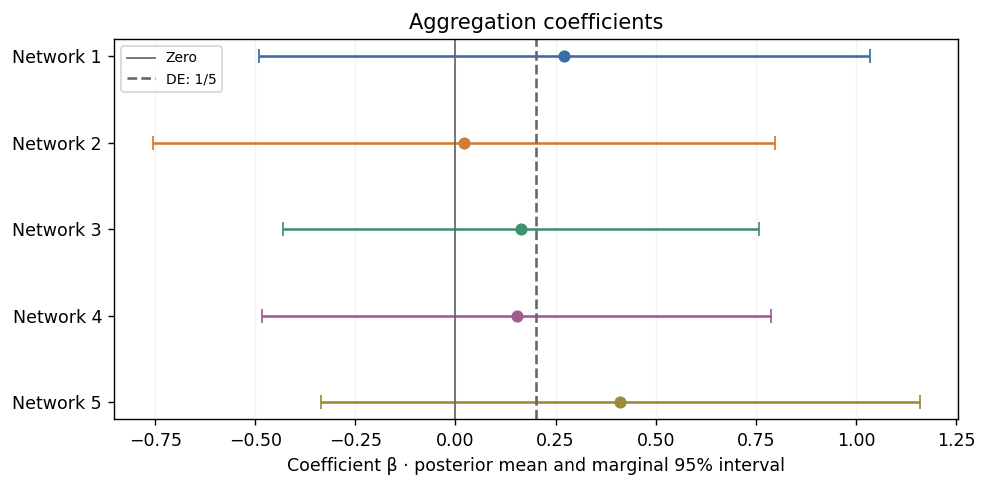 Aggregation coefficients
Network 1
Zero
DE: 1/5
Network 2
Network 3
Network 4
Network 5
−0.75 −0.50 −0.25 0.00 0.25 0.50 0.75 1.00 1.25
Coefficient β · posterior mean and marginal 95% interval